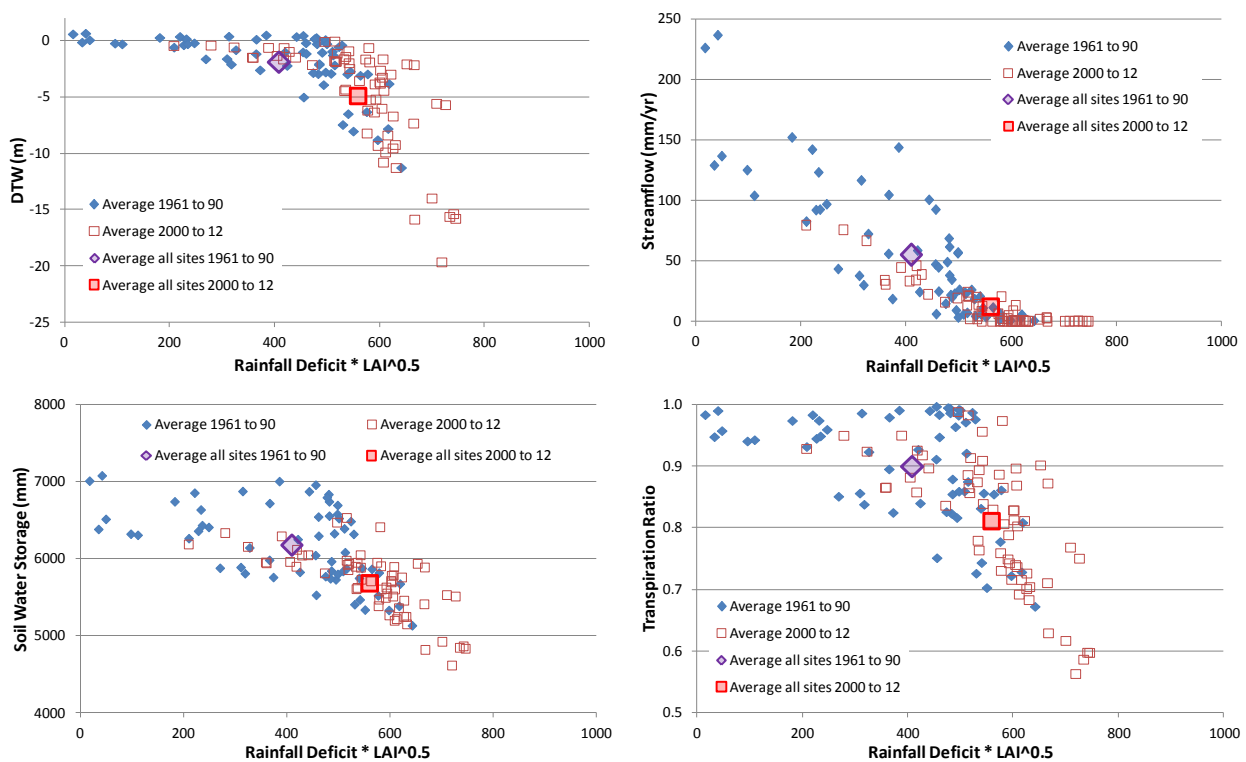 5
0
-5
-10
-15
-20
-25
DTW (m)
Average 1961 to 90
Average 2000 to 12
Average all sites 1961 to 90
Average all sites 2000 to 12
0 200 400 600 800 1000
Rainfall Deficit * LAI^0.5
250
200
150
100
50
0
Streamflow (mm/yr)
Average 1961 to 90
Average 2000 to 12
Average all sites 1961 to 90
Average all sites 2000 to 12
0 200 400 600 800 1000
Rainfall Deficit * LAI^0.5
8000
7000
6000
5000
4000
Soil Water Storage (mm)
Average 1961 to 90 Average 2000 to 12
Average all sites 1961 to 90 Average all sites 2000 to 12
0 200 400 600 800 1000
Rainfall Deficit * LAI^0.5
1.0
0.9
0.8
0.7
0.6
0.5
Transpiration Ratio
Average 1961 to 90
Average 2000 to 12
Average all sites 1961 to 90
Average all sites 2000 to 12
0 200 400 600 800 1000
Rainfall Deficit * LAI^0.5